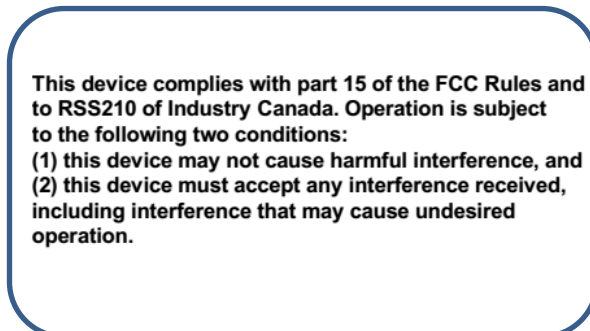 This device complies with part 15 of the FCC Rules and
to RSS210 of Industry Canada. Operation is subject
to the following two conditions:
(1) this device may not cause harmful interference, and
(2) this device must accept any interference received,
including interference that may cause undesired
operation.